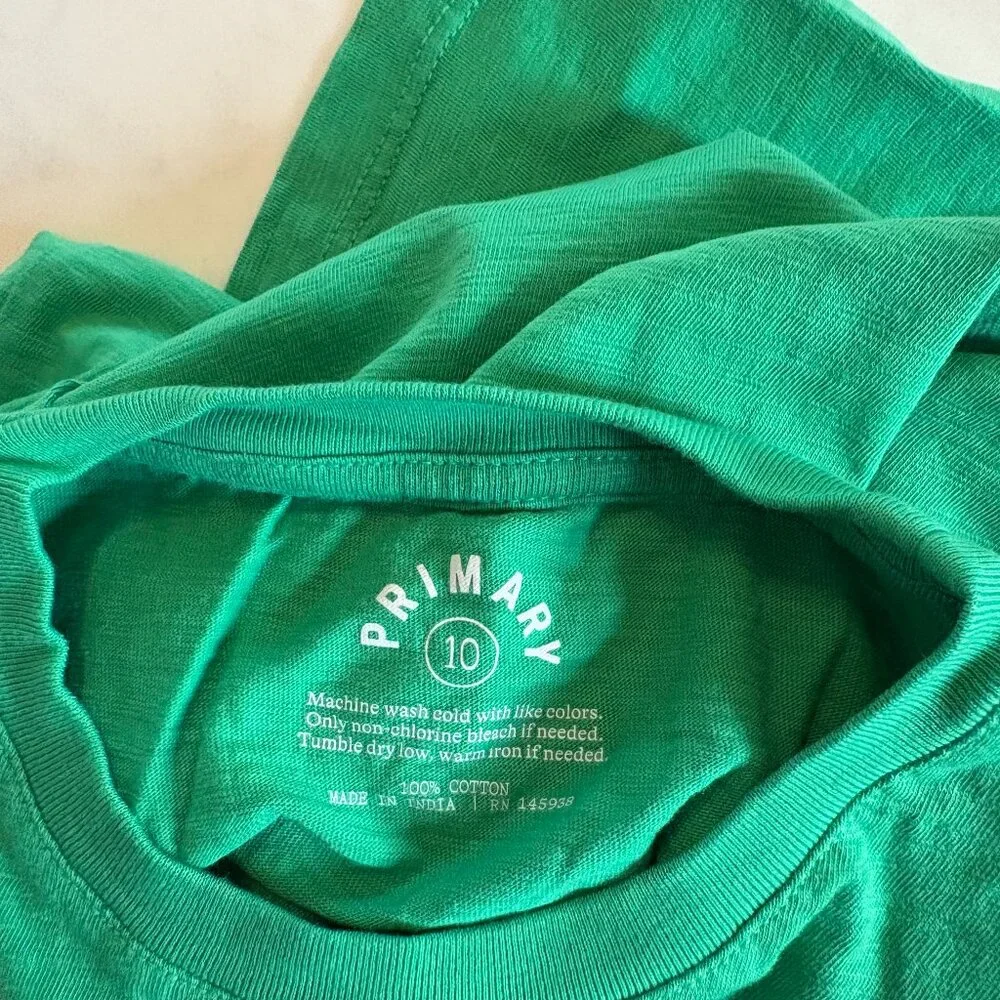 PRIMARY
10
Machine wash cold with like colors.
Only non-chlorine bleach if needed.
Tumble dry low, warm iron if needed.
100% COTTON
MADE IN INDIA | RN 145938